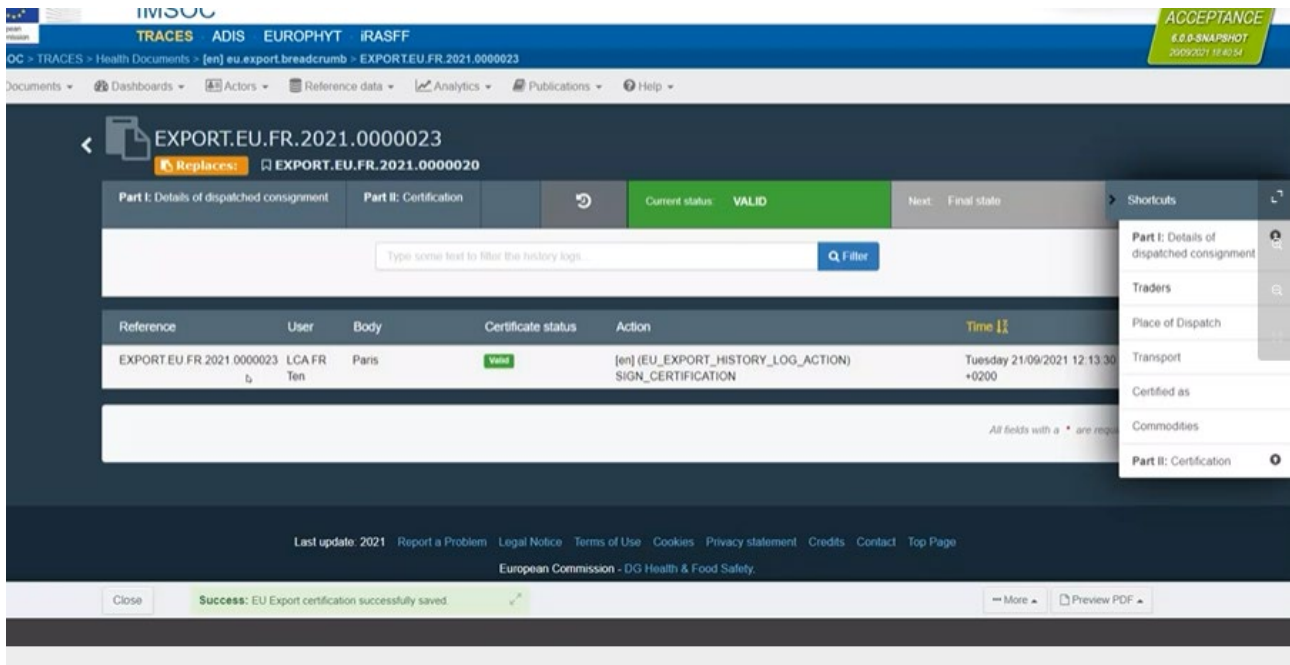 IMSOC
ACCEPTANCE
6.0.0-SNAPSHOT
20/09/2021 18:40:54
TRACES ADIS EUROPHYT iRASFF
OC > TRACES > Health Documents > [en] eu.export.breadcrumb > EXPORT.EU.FR.2021.0000023
Documents Dashboards Actors Reference data Analytics Publications Help
EXPORT.EU.FR.2021.0000023
Replaces: EXPORT.EU.FR.2021.0000020
Part I: Details of dispatched consignment Part II: Certification Current status: VALID Next: Final state
Type some text to filter the history logs... Filter
Reference User Body Certificate status Action Time
EXPORT.EU.FR.2021.0000023 LCA FR Paris Valid [en] (EU_EXPORT_HISTORY_LOG_ACTION) Tuesday 21/09/2021 12:13:30
Ten SIGN_CERTIFICATION +0200
All fields with a * are requi
Shortcuts
Part I: Details of
dispatched consignment
Traders
Place of Dispatch
Transport
Certified as
Commodities
Part II: Certification
Last update: 2021 Report a Problem Legal Notice Terms of Use Cookies Privacy statement Credits Contact Top Page
European Commission - DG Health & Food Safety.
Close Success: EU Export certification successfully saved. More Preview PDF